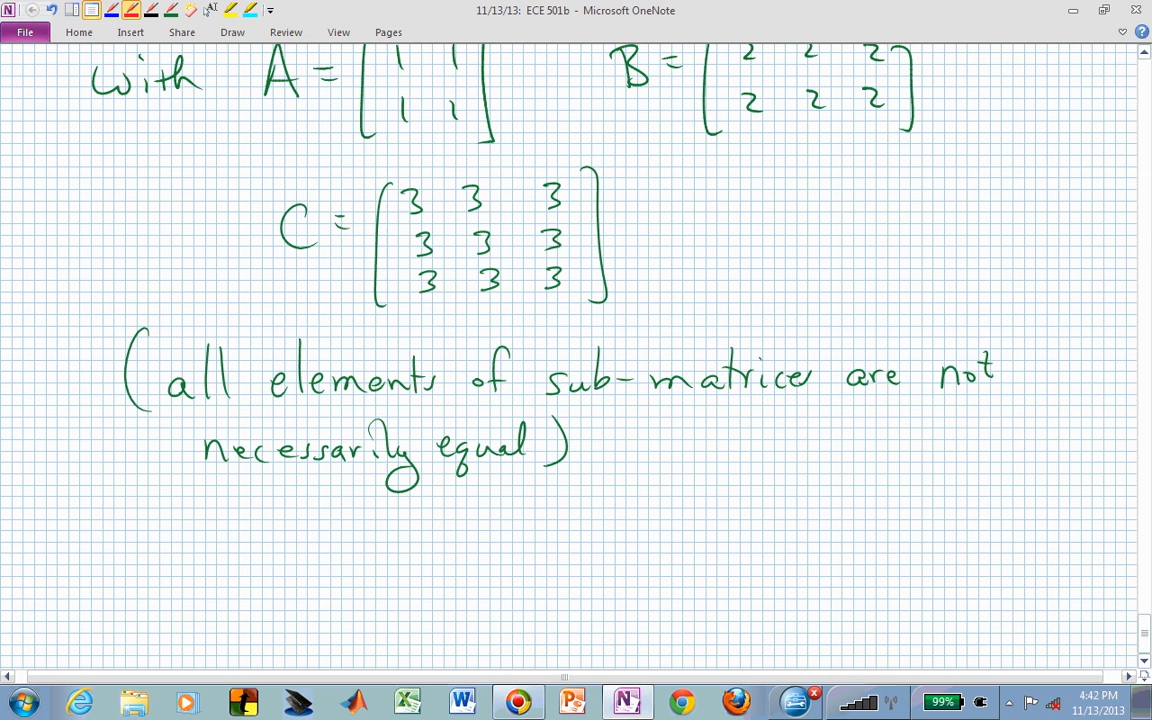 11/13/13: ECE 501b - Microsoft OneNote
File Home Insert Share Draw Review View Pages
with A = [ 1 1 B = [ 2 2 2
1 1 ] 2 2 2 ]
C = [ 3 3 3
3 3 3
3 3 3 ]
(all elements of sub-matrices are not
necessarily equal)
99% 4:42 PM
11/13/2013